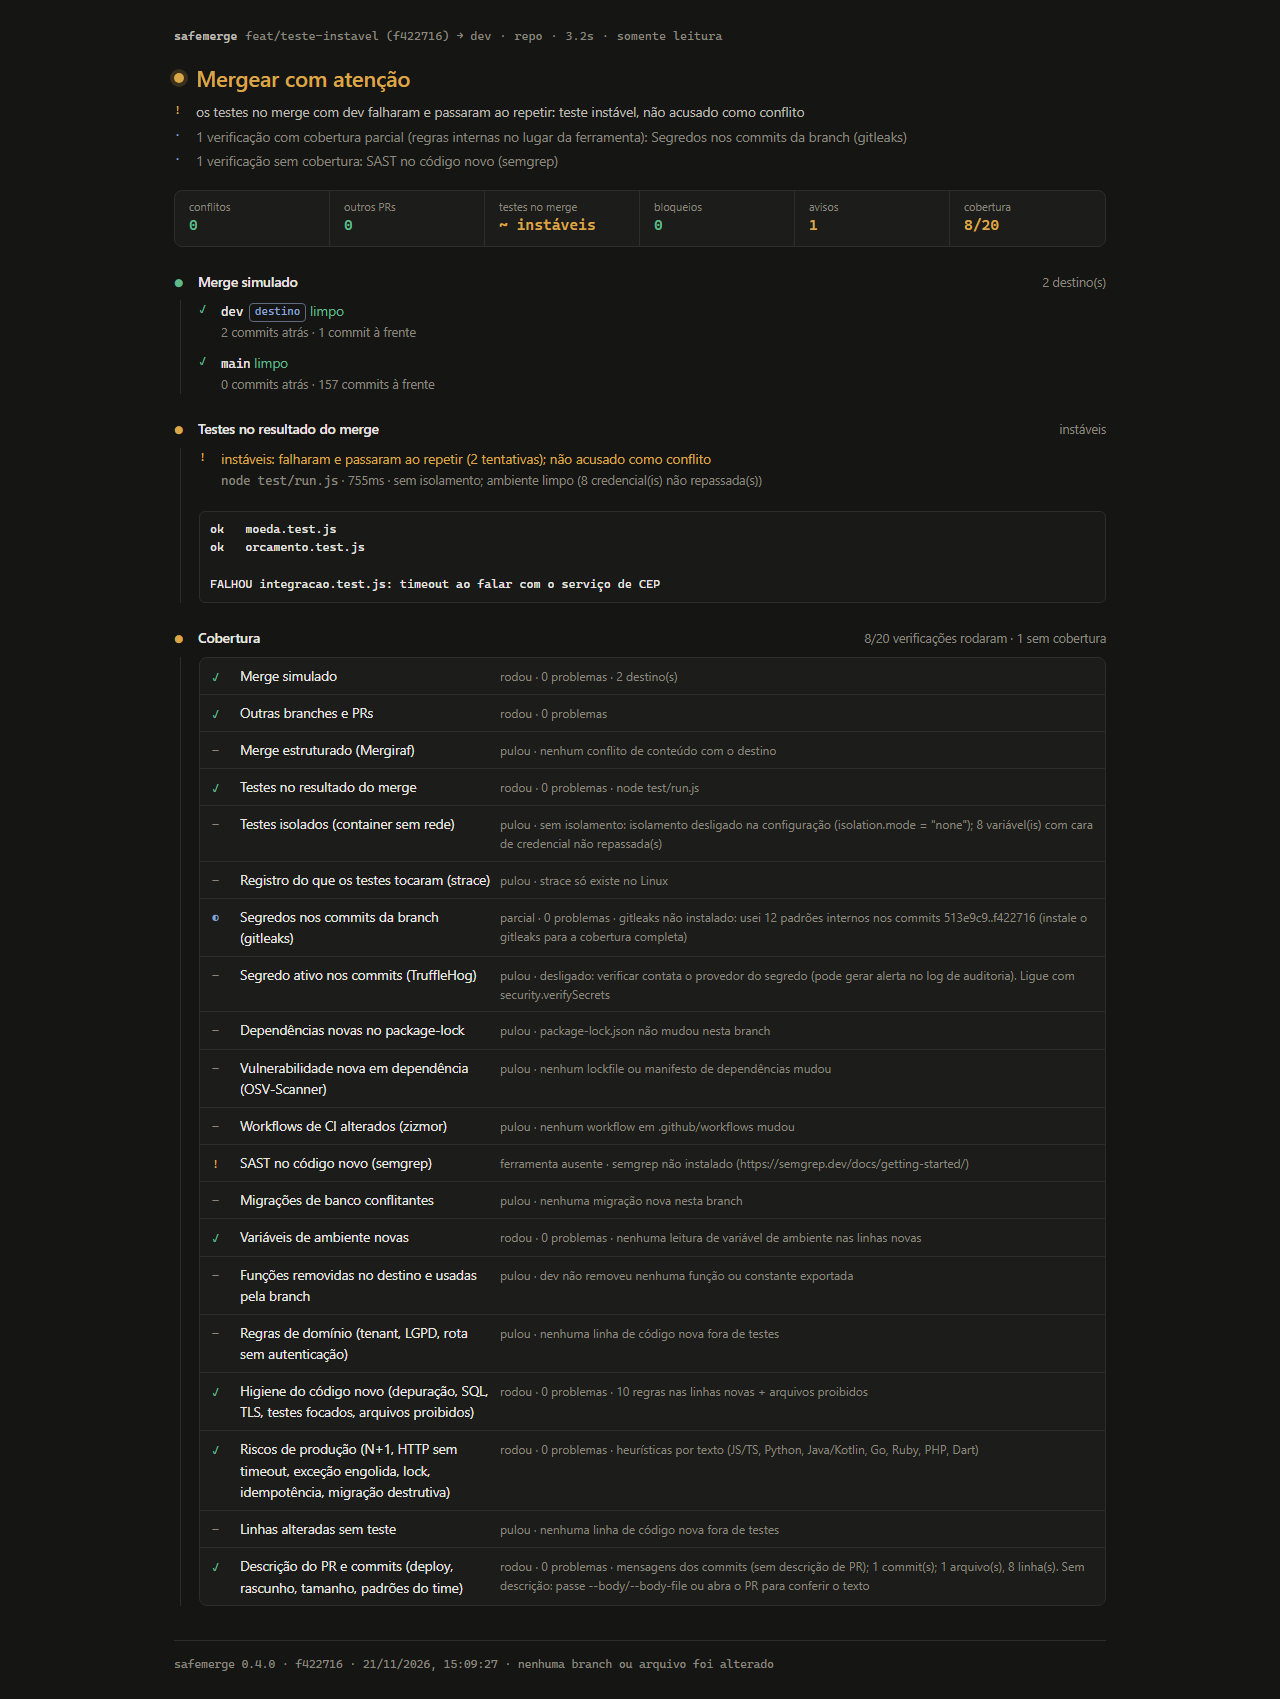 safemerge feat/teste-instavel (f422716) → dev · repo · 3.2s · somente leitura
Mergear com atenção
! os testes no merge com dev falharam e passaram ao repetir: teste instável, não acusado como conflito
· 1 verificação com cobertura parcial (regras internas no lugar da ferramenta): Segredos nos commits da branch (gitleaks)
· 1 verificação sem cobertura: SAST no código novo (semgrep)
conflitos
0
outros PRs
0
testes no merge
~ instáveis
bloqueios
0
avisos
1
cobertura
8/20
Merge simulado 2 destino(s)
✓ dev destino limpo
2 commits atrás · 1 commit à frente
✓ main limpo
0 commits atrás · 157 commits à frente
Testes no resultado do merge instáveis
! instáveis: falharam e passaram ao repetir (2 tentativas); não acusado como conflito
node test/run.js · 755ms · sem isolamento; ambiente limpo (8 credencial(is) não repassada(s))
ok moeda.test.js
ok orcamento.test.js
FALHOU integracao.test.js: timeout ao falar com o serviço de CEP
Cobertura 8/20 verificações rodaram · 1 sem cobertura
✓ Merge simulado rodou · 0 problemas · 2 destino(s)
✓ Outras branches e PRs rodou · 0 problemas
– Merge estruturado (Mergiraf) pulou · nenhum conflito de conteúdo com o destino
✓ Testes no resultado do merge rodou · 0 problemas · node test/run.js
– Testes isolados (container sem rede) pulou · sem isolamento: isolamento desligado na configuração (isolation.mode = "none"); 8 variável(is) com cara
de credencial não repassada(s)
– Registro do que os testes tocaram (strace) pulou · strace só existe no Linux
◐ Segredos nos commits da branch parcial · 0 problemas · gitleaks não instalado: usei 12 padrões internos nos commits 513e9c9..f422716 (instale o
(gitleaks) gitleaks para a cobertura completa)
– Segredo ativo nos commits (TruffleHog) pulou · desligado: verificar contata o provedor do segredo (pode gerar alerta no log de auditoria). Ligue com
security.verifySecrets
– Dependências novas no package-lock pulou · package-lock.json não mudou nesta branch
– Vulnerabilidade nova em dependência pulou · nenhum lockfile ou manifesto de dependências mudou
(OSV-Scanner)
– Workflows de CI alterados (zizmor) pulou · nenhum workflow em .github/workflows mudou
! SAST no código novo (semgrep) ferramenta ausente · semgrep não instalado (https://semgrep.dev/docs/getting-started/)
– Migrações de banco conflitantes pulou · nenhuma migração nova nesta branch
✓ Variáveis de ambiente novas rodou · 0 problemas · nenhuma leitura de variável de ambiente nas linhas novas
– Funções removidas no destino e usadas pulou · dev não removeu nenhuma função ou constante exportada
pela branch
– Regras de domínio (tenant, LGPD, rota pulou · nenhuma linha de código nova fora de testes
sem autenticação)
✓ Higiene do código novo (depuração, SQL, rodou · 0 problemas · 10 regras nas linhas novas + arquivos proibidos
TLS, testes focados, arquivos proibidos)
✓ Riscos de produção (N+1, HTTP sem rodou · 0 problemas · heurísticas por texto (JS/TS, Python, Java/Kotlin, Go, Ruby, PHP, Dart)
timeout, exceção engolida, lock,
idempotência, migração destrutiva)
– Linhas alteradas sem teste pulou · nenhuma linha de código nova fora de testes
✓ Descrição do PR e commits (deploy, rodou · 0 problemas · mensagens dos commits (sem descrição de PR); 1 commit(s); 1 arquivo(s), 8 linha(s). Sem
rascunho, tamanho, padrões do time) descrição: passe --body/--body-file ou abra o PR para conferir o texto
safemerge 0.4.0 · f422716 · 21/11/2026, 15:09:27 · nenhuma branch ou arquivo foi alterado